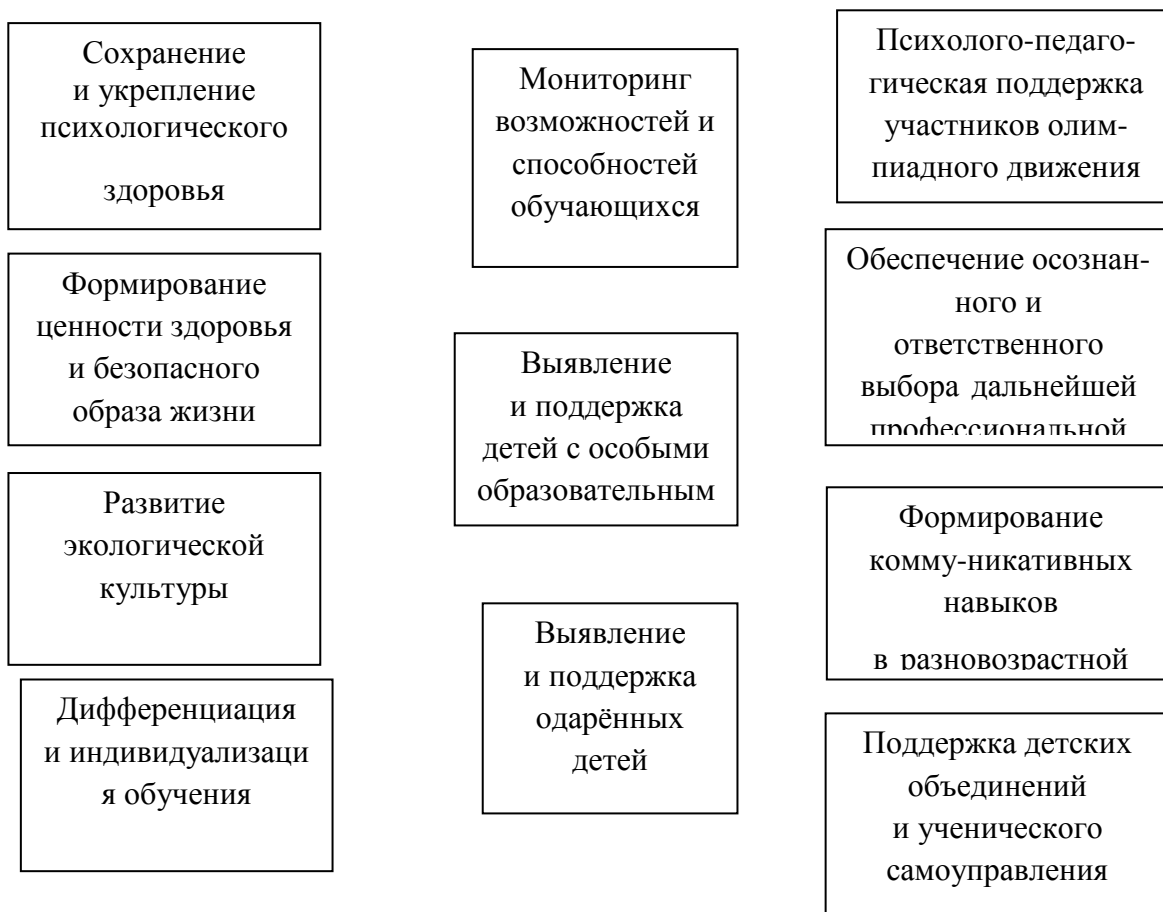 Сохранение
и укрепление
психологического
здоровья
Формирование
ценности здоровья
и безопасного
образа жизни
Развитие
экологической
культуры
Дифференциация
и индивидуализаци
я обучения
Мониторинг
возможностей и
способностей
обучающихся
Выявление
и поддержка
детей с особыми
образовательным
Выявление
и поддержка
одарённых
детей
Психолого-педаго-
гическая поддержка
участников олим-
пиадного движения
Обеспечение осознан-
ного и
ответственного
выбора дальнейшей
профессиональной
Формирование
комму-никативных
навыков
в разновозрастной
Поддержка детских
объединений
и ученического
самоуправления